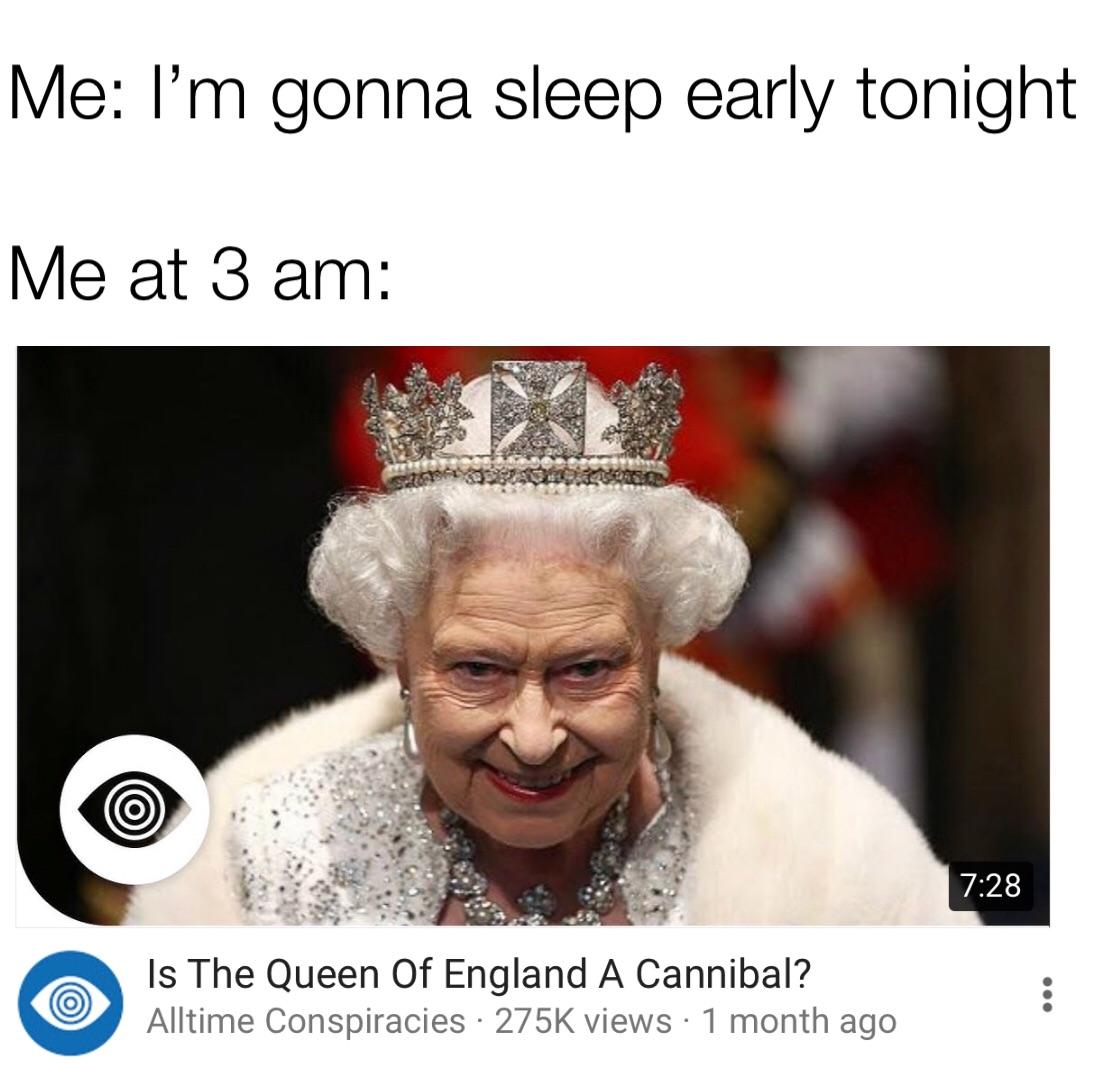 Me: I’m gonna sleep early tonight
Me at 3 am:
7:28
Is The Queen Of England A Cannibal?
Alltime Conspiracies · 275K views · 1 month ago